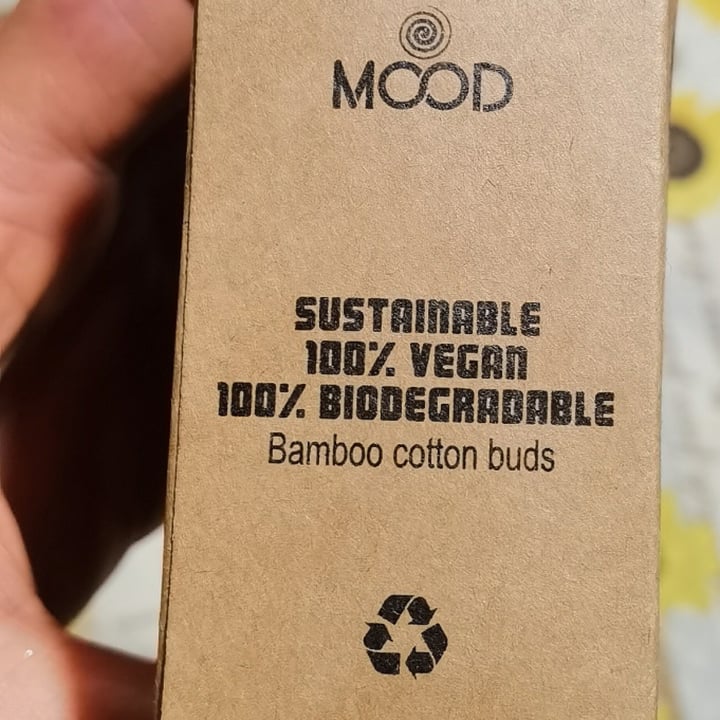 MOOD
SUSTAINABLE
100% VEGAN
100% BIODEGRADABLE
Bamboo cotton buds